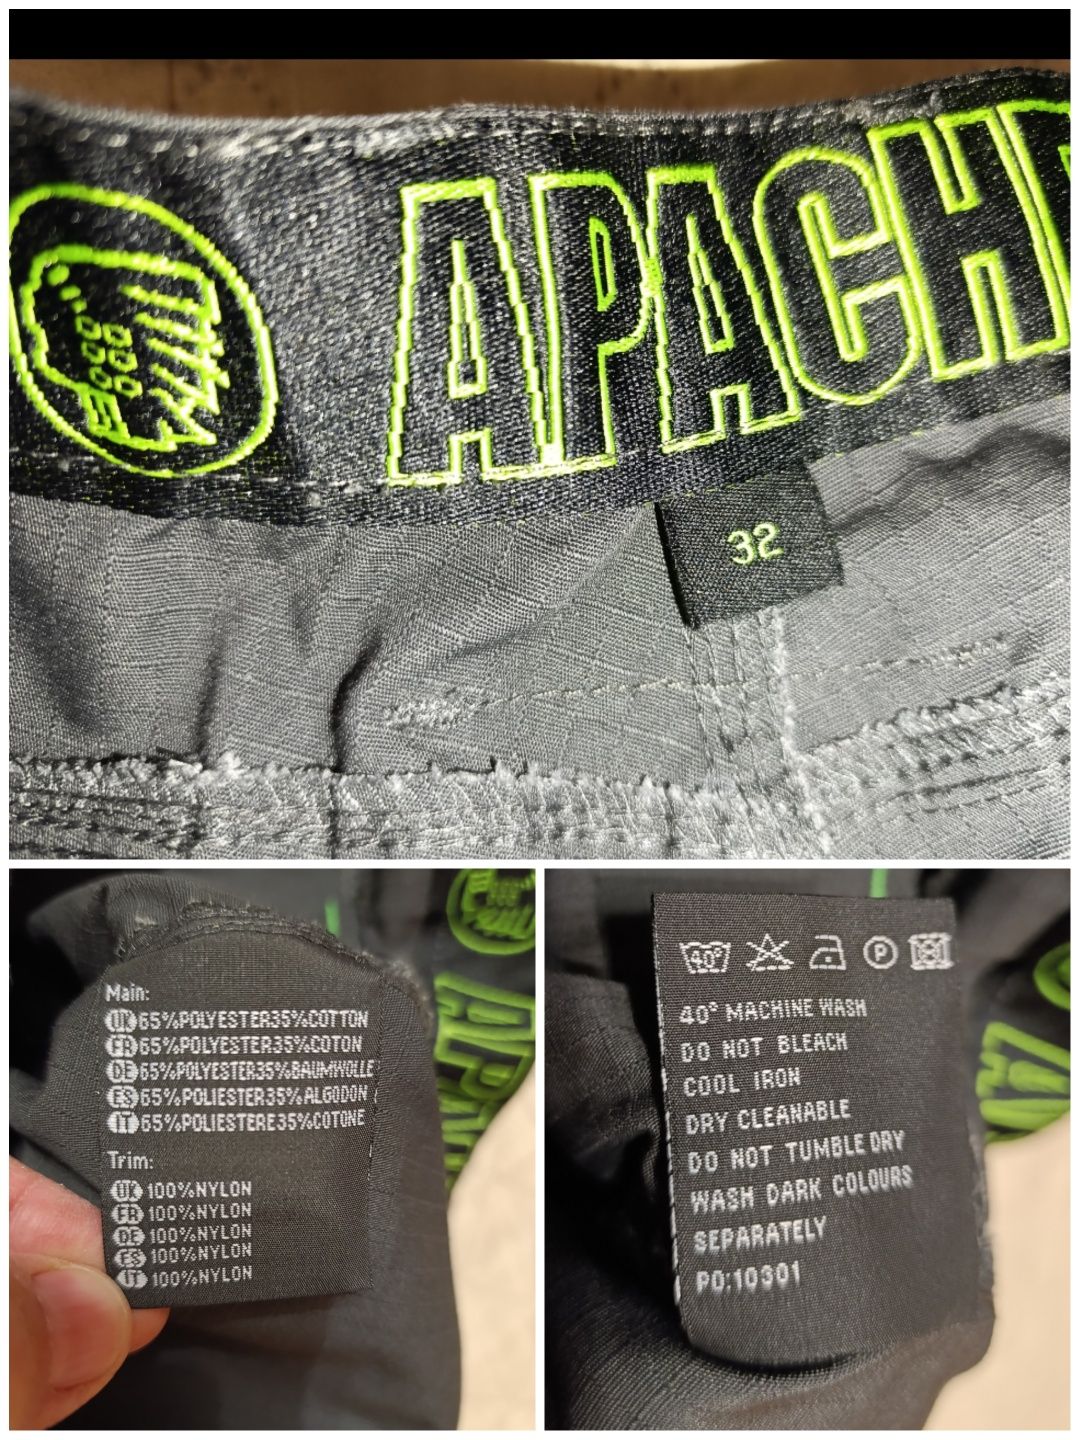 APACHE
32
Main:
UK 65%POLYESTER35%COTTON
FR 65%POLYESTER35%COTON
DE 65%POLYESTER35%BAUMWOLLE
ES 65%POLIESTER35%ALGODON
IT 65%POLIESTERE35%COTONE
Trim:
UK 100%NYLON
FR 100%NYLON
DE 100%NYLON
ES 100%NYLON
IT 100%NYLON
40°
P
40° MACHINE WASH
DO NOT BLEACH
COOL IRON
DRY CLEANABLE
DO NOT TUMBLE DRY
WASH DARK COLOURS
SEPARATELY
PO:10301